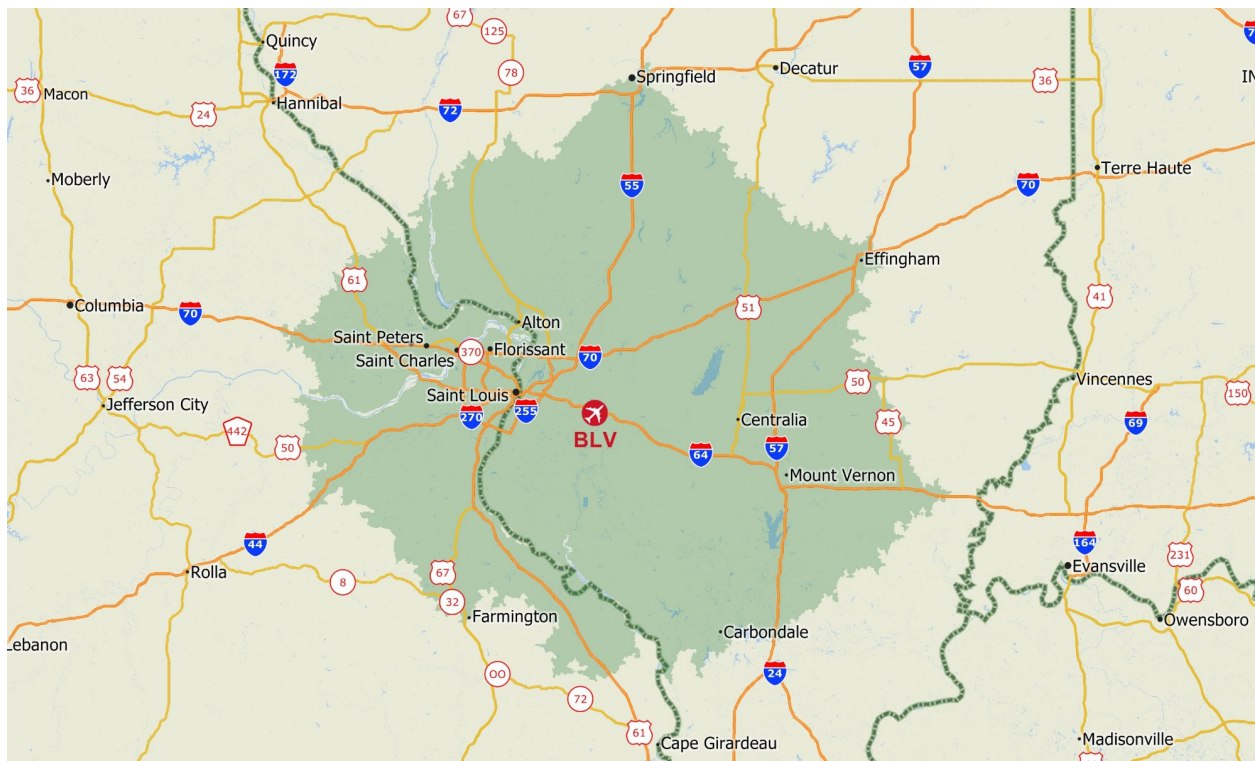 67
Quincy
125
57
172
78
Springfield
Decatur
36
36
IN
Macon
Hannibal
24
72
Moberly
Terre Haute
55
70
Effingham
61
51
41
Columbia
70
Alton
Saint Peters
370
Florissant
Saint Charles
70
63
54
50
Vincennes
150
Saint Louis
Jefferson City
270
255
BLV
Centralia
45
69
442
50
64
57
Mount Vernon
44
164
231
Rolla
8
67
Evansville
60
32
Farmington
Owensboro
Lebanon
Carbondale
OO
24
72
61
Cape Girardeau
Madisonville